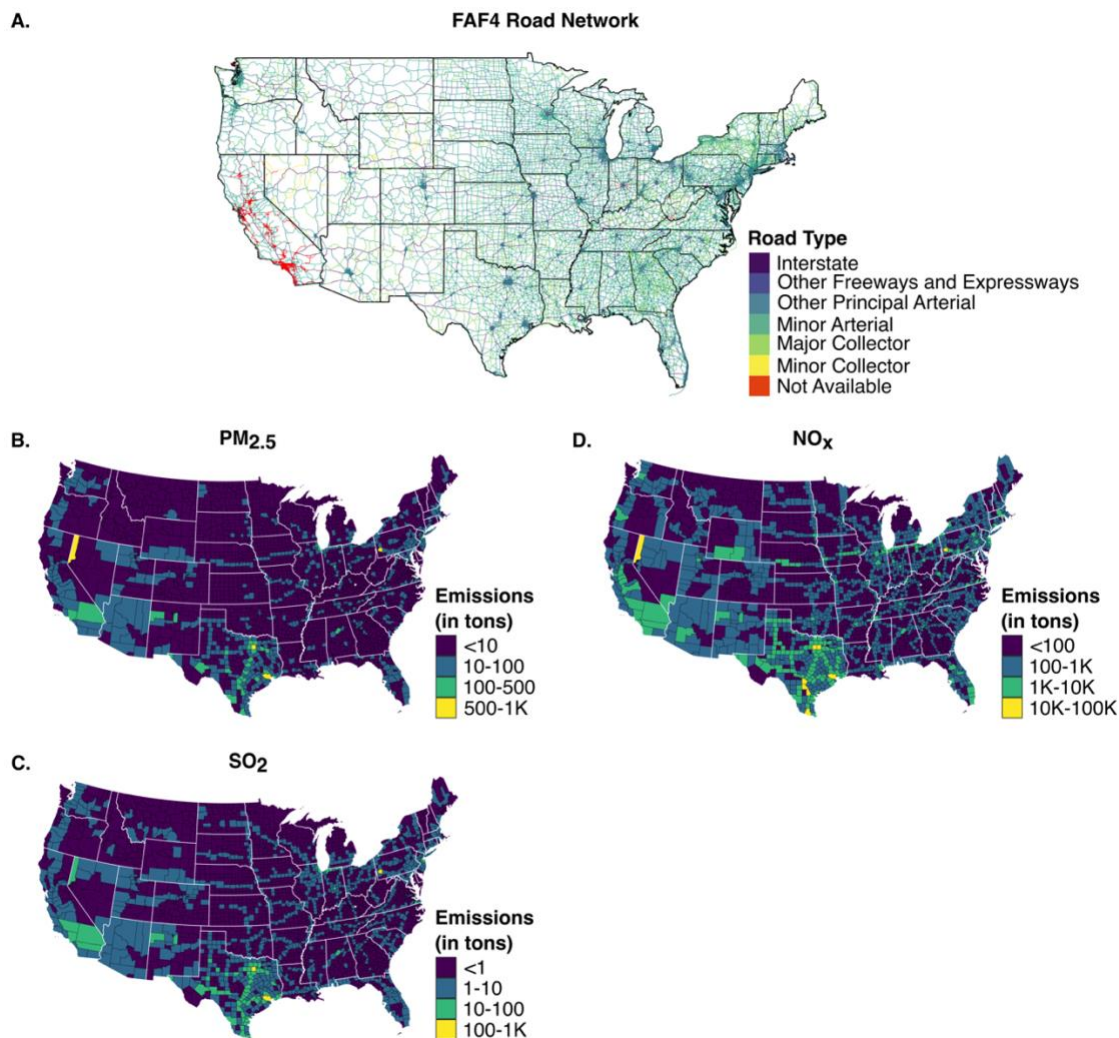 A.
FAF4 Road Network
Road Type
Interstate
Other Freeways and Expressways
Other Principal Arterial
Minor Arterial
Major Collector
Minor Collector
Not Available
B.
PM2.5
Emissions
(in tons)
<10
10-100
100-500
500-1K
D.
NOX
Emissions
(in tons)
<100
100-1K
1K-10K
10K-100K
C.
SO2
Emissions
(in tons)
<1
1-10
10-100
100-1K